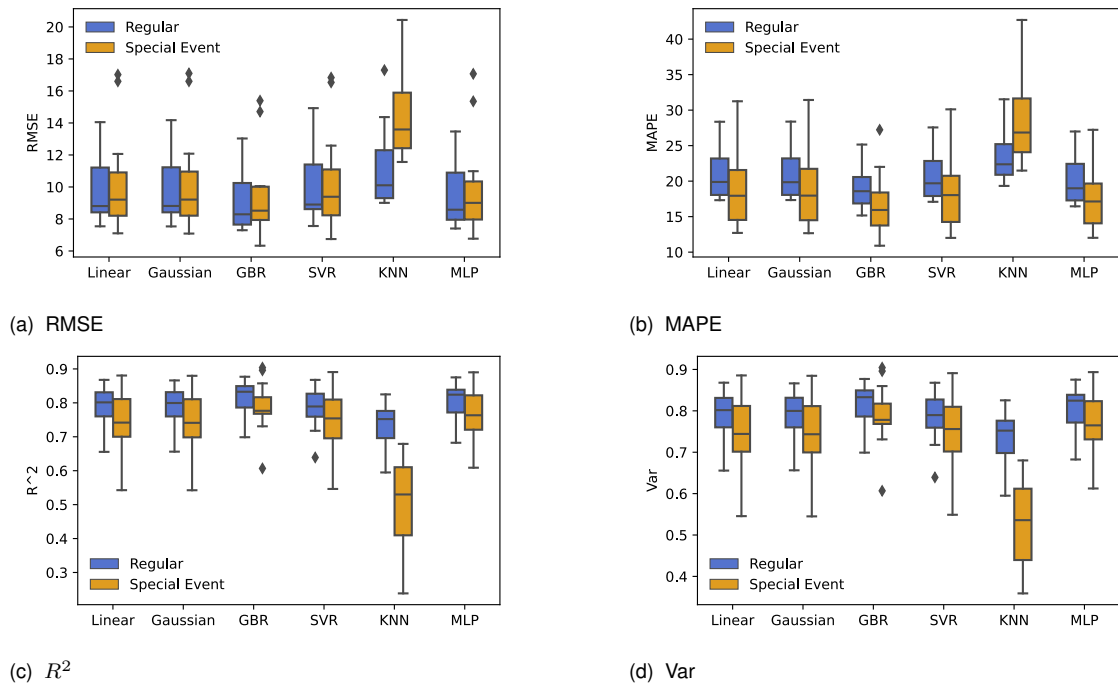 20
18
16
14
12
10
8
6
RMSE
Regular
Special Event
Linear Gaussian GBR SVR KNN MLP
(a) RMSE
40
35
30
25
20
15
10
MAPE
Regular
Special Event
Linear Gaussian GBR SVR KNN MLP
(b) MAPE
0.9
0.8
0.7
0.6
0.5
0.4
0.3
R^2
Regular
Special Event
Linear Gaussian GBR SVR KNN MLP
(c) R²
0.9
0.8
0.7
0.6
0.5
0.4
Var
Regular
Special Event
Linear Gaussian GBR SVR KNN MLP
(d) Var